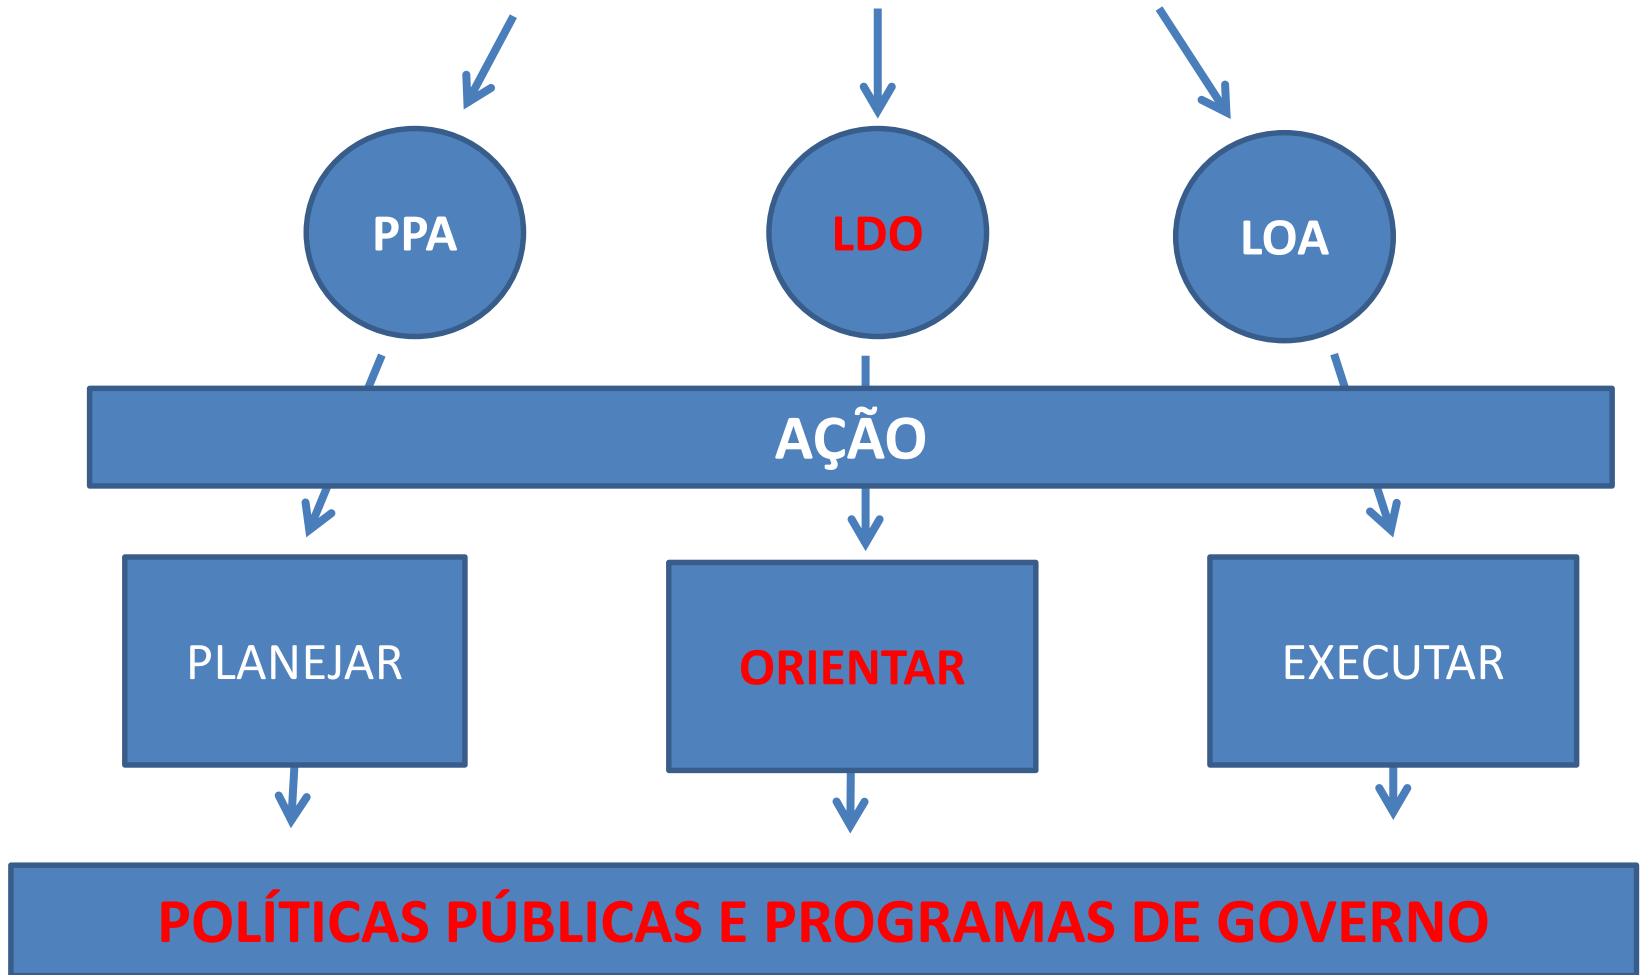 PPA
LDO
LOA
AÇÃO
PLANEJAR
ORIENTAR
EXECUTAR
POLÍTICAS PÚBLICAS E PROGRAMAS DE GOVERNO